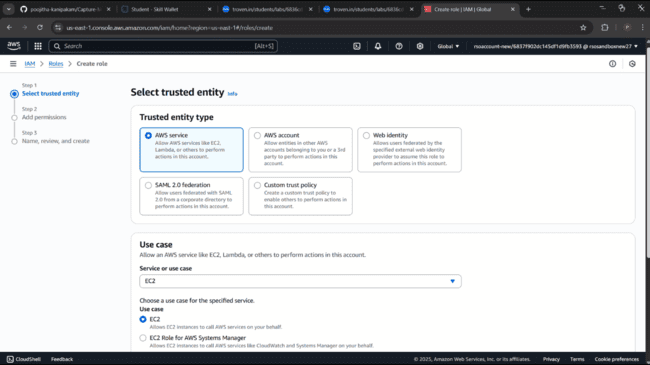 poojitha-kanipakam/Capture-k
Student - Skill Wallet
troven.in/students/labs/6836cb
troven.in/students/labs/6836cb
Create role | IAM | Global
us-east-1.console.aws.amazon.com/iam/home?region=us-east-1#/roles/create
aws
Search
[Alt+S]
Global
rsoaccount-new/6837f902dc145df1d9fb3593 @ rsosandboxnew27
IAM > Roles > Create role
Step 1
Select trusted entity
Step 2
Add permissions
Step 3
Name, review, and create
Select trusted entity Info
Trusted entity type
AWS service
Allow AWS services like EC2, Lambda, or others to perform actions in this account.
AWS account
Allow entities in other AWS accounts belonging to you or a 3rd party to perform actions in this account.
Web identity
Allows users federated by the specified external web identity provider to assume this role to perform actions in this account.
SAML 2.0 federation
Allow users federated with SAML 2.0 from a corporate directory to perform actions in this account.
Custom trust policy
Create a custom trust policy to enable others to perform actions in this account.
Use case
Allow an AWS service like EC2, Lambda, or others to perform actions in this account.
Service or use case
EC2
Choose a use case for the specified service.
Use case
EC2
Allows EC2 instances to call AWS services on your behalf.
EC2 Role for AWS Systems Manager
Allows EC2 instances to call AWS services like CloudWatch and Systems Manager on your behalf.
CloudShell
Feedback
© 2025, Amazon Web Services, Inc. or its affiliates.
Privacy
Terms
Cookie preferences